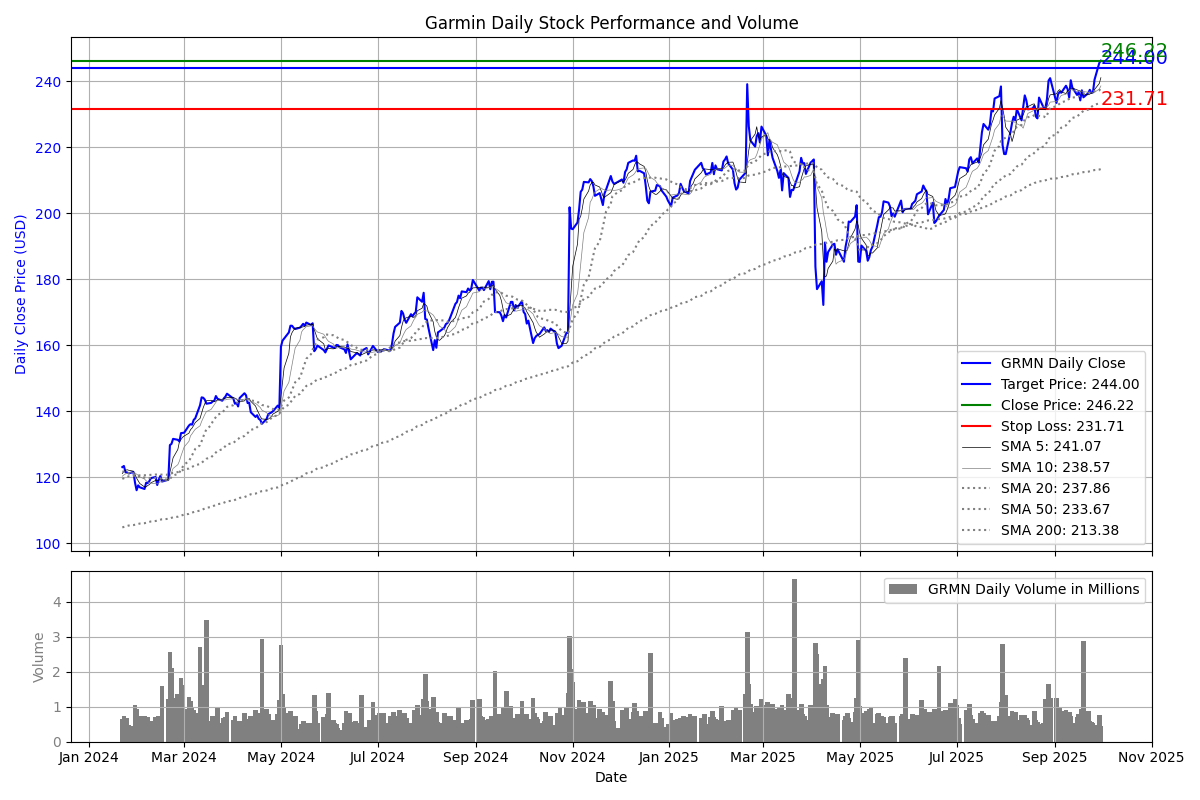 Garmin Daily Stock Performance and Volume
246.22
244.00
231.71
240
220
200
180
160
140
120
100
Daily Close Price (USD)
GRMN Daily Close
Target Price: 244.00
Close Price: 246.22
Stop Loss: 231.71
SMA 5: 241.07
SMA 10: 238.57
SMA 20: 237.86
SMA 50: 233.67
SMA 200: 213.38
GRMN Daily Volume in Millions
4
3
2
1
0
Volume
Jan 2024 Mar 2024 May 2024 Jul 2024 Sep 2024 Nov 2024 Jan 2025 Mar 2025 May 2025 Jul 2025 Sep 2025 Nov 2025
Date